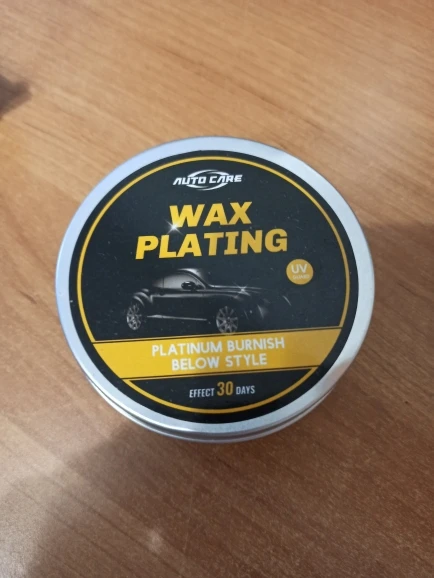 AUTO CARE
WAX
PLATING
UV
PLATINUM BURNISH
BELOW STYLE
EFFECT 30 DAYS